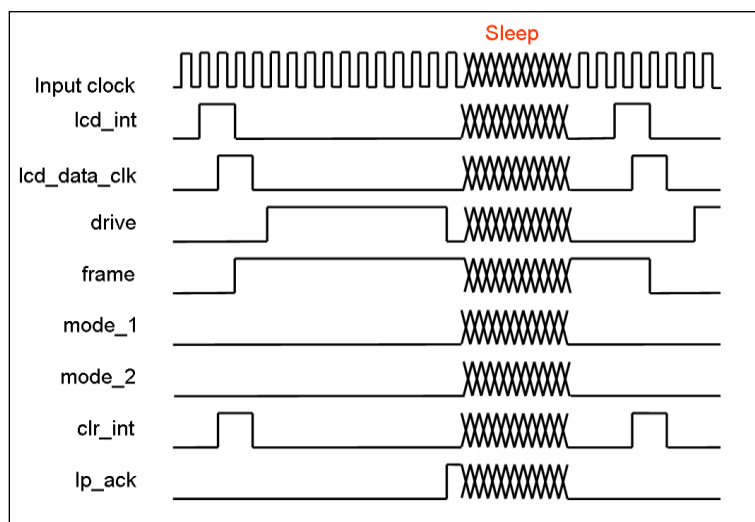 Sleep
Input clock
lcd_int
lcd_data_clk
drive
frame
mode_1
mode_2
clr_int
lp_ack